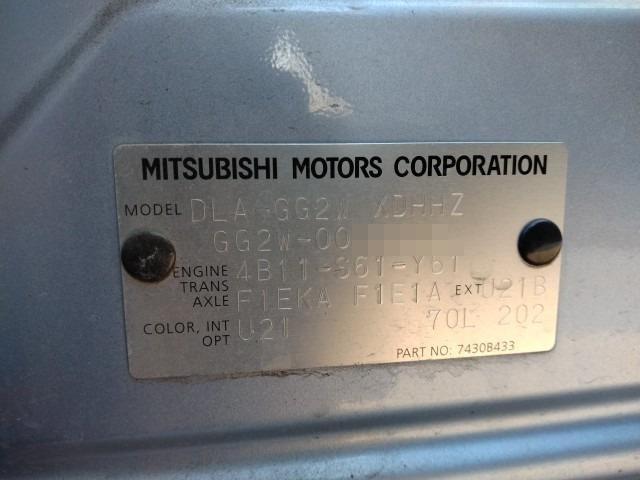 MITSUBISHI MOTORS CORPORATION
MODEL DLA-GG2W XDHHZ
GG2W-00
ENGINE 4B11-S61-Y61
TRANS
AXLE F1EKA F1E1A EXT U21B
COLOR, INT U21 70L 202
OPT
PART NO: 7430B433